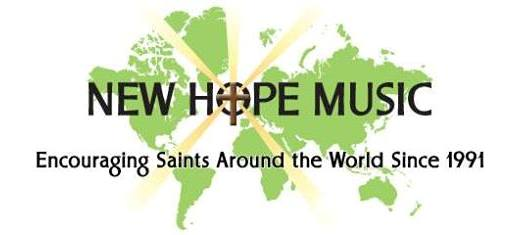 NEW HOPE MUSIC
Encouraging Saints Around the World Since 1991